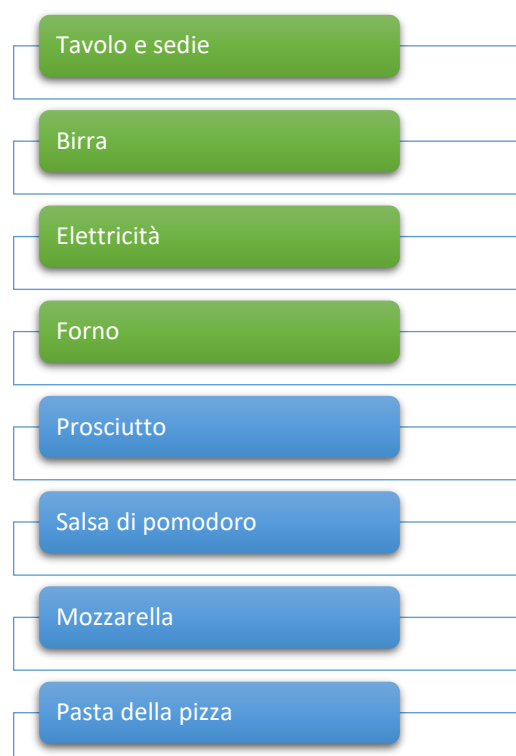 Tavolo e sedie
Birra
Elettricità
Forno
Prosciutto
Salsa di pomodoro
Mozzarella
Pasta della pizza